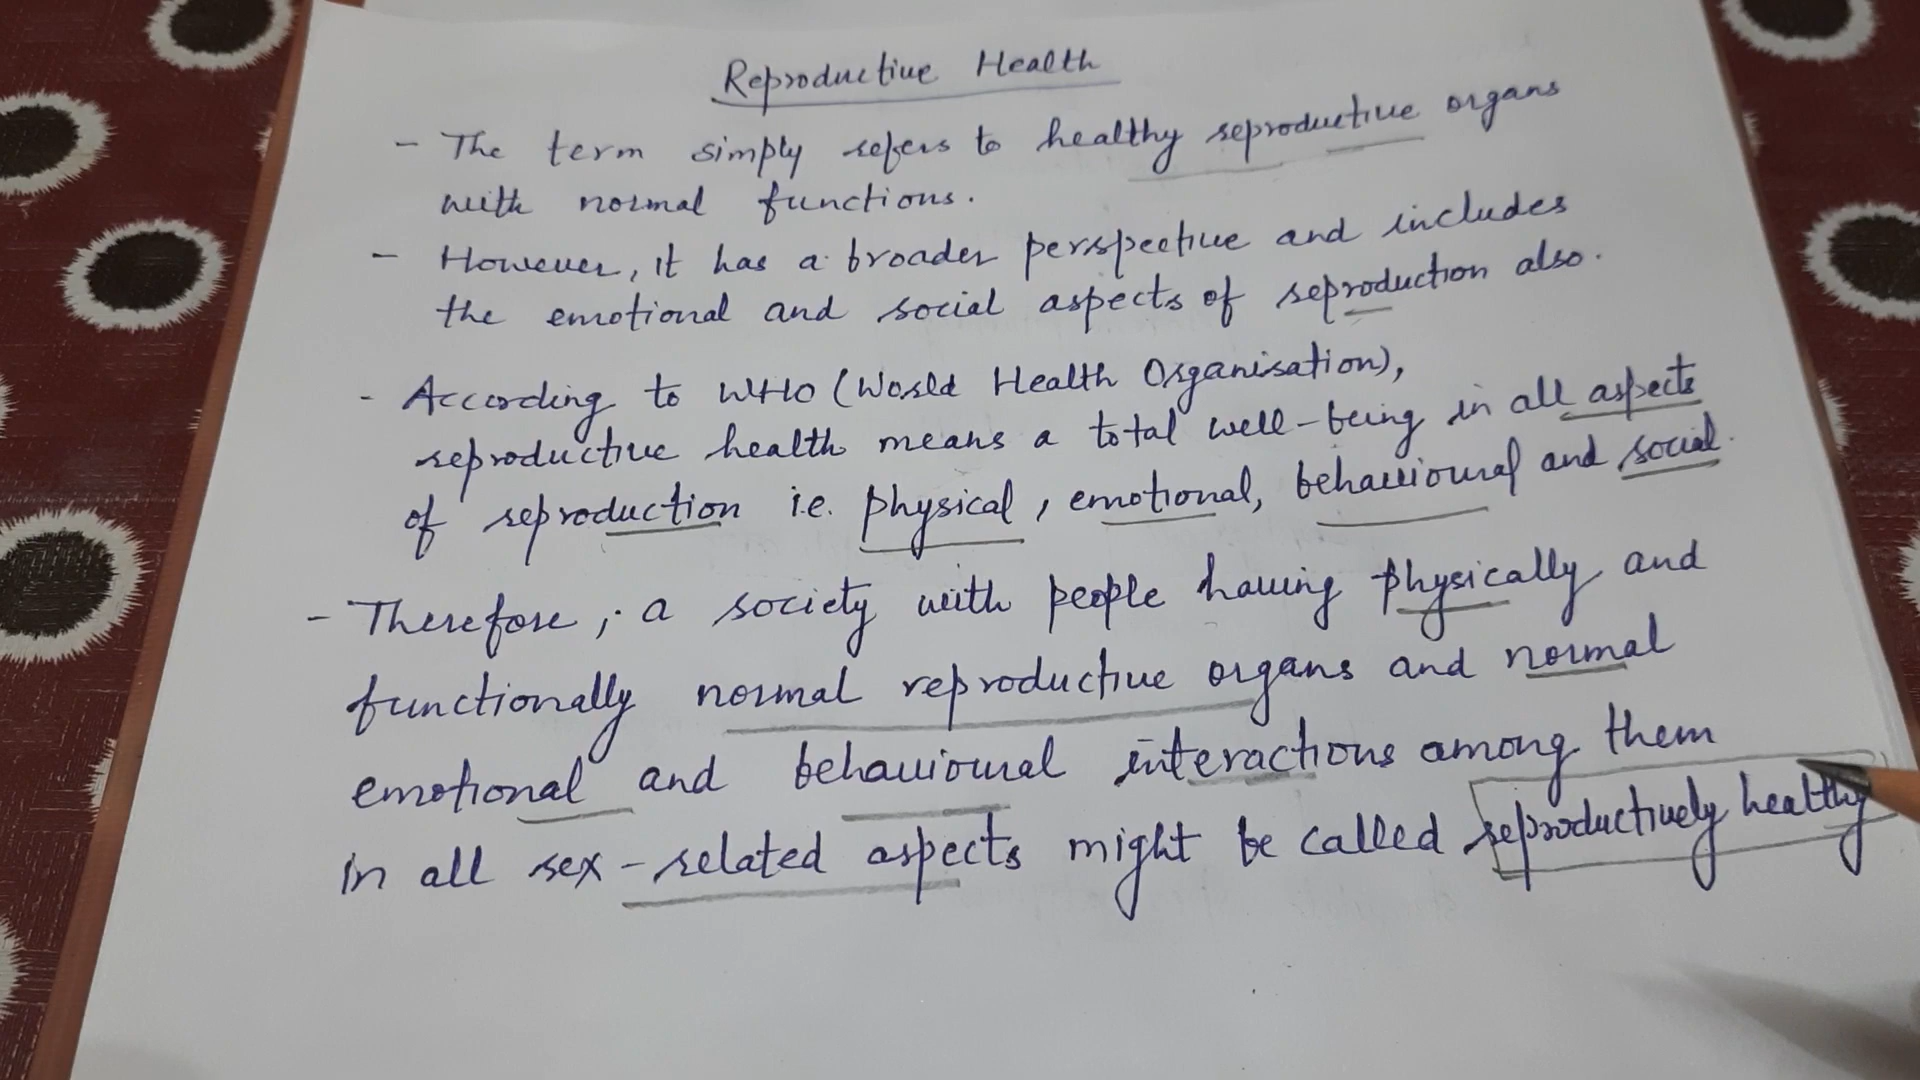 Reproductive Health
- The term simply refers to healthy reproductive organs
with normal functions.
- However, it has a broader perspective and includes
the emotional and social aspects of reproduction also.
- According to WHO (World Health Organisation),
reproductive health means a total well-being in all aspects
of reproduction i.e. physical, emotional, behavioural and social.
- Therefore, a society with people having physically and
functionally normal reproductive organs and normal
emotional and behavioural interactions among them
in all sex-related aspects might be called reproductively healthy